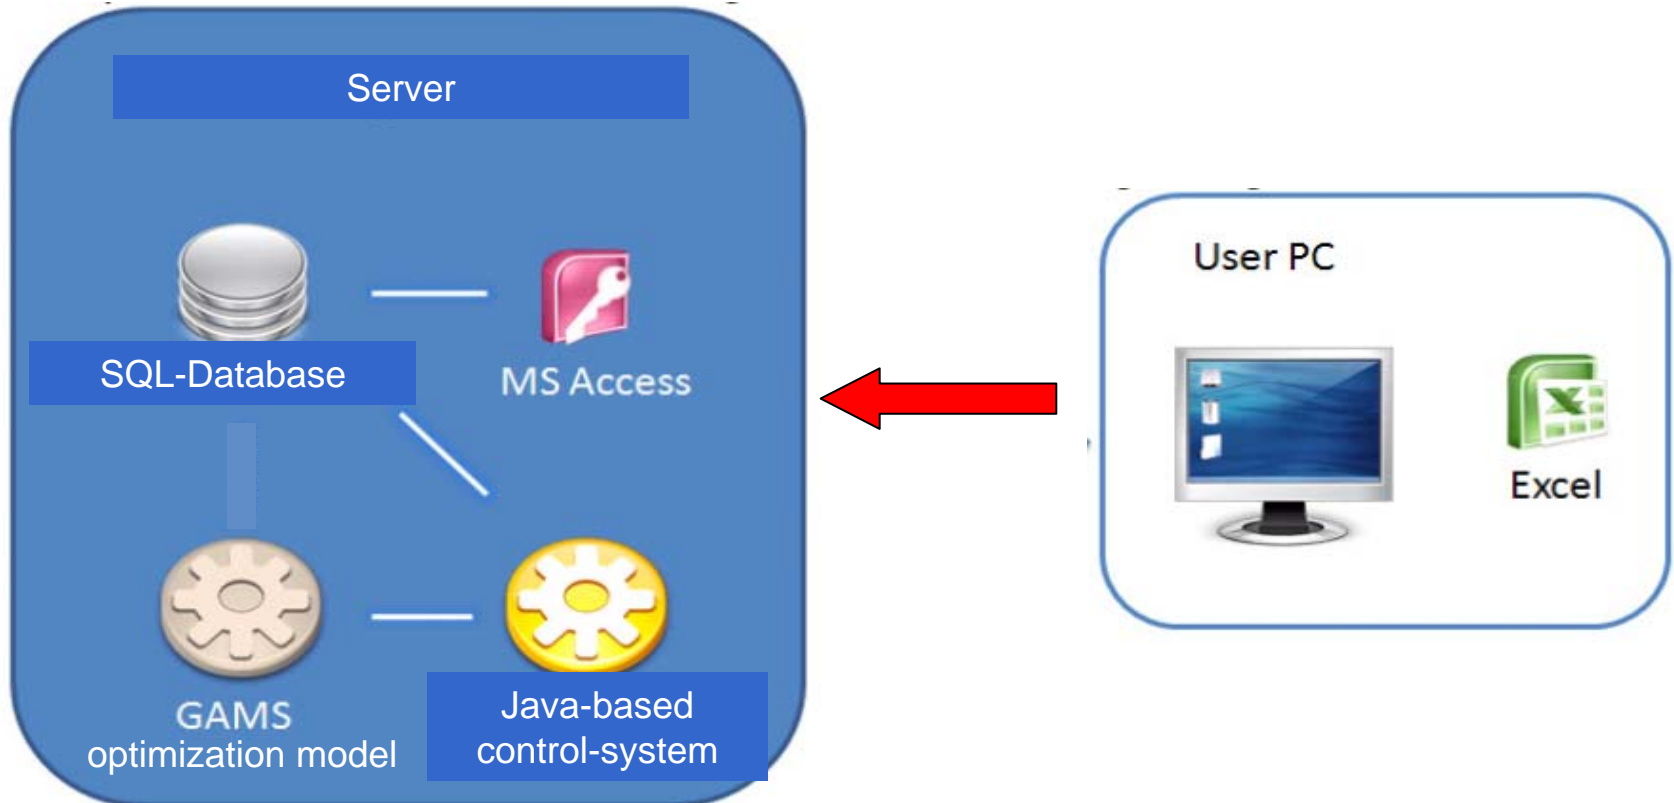 Server
SQL-Database
MS Access
GAMS
optimization model
Java-based
control-system
User PC
Excel